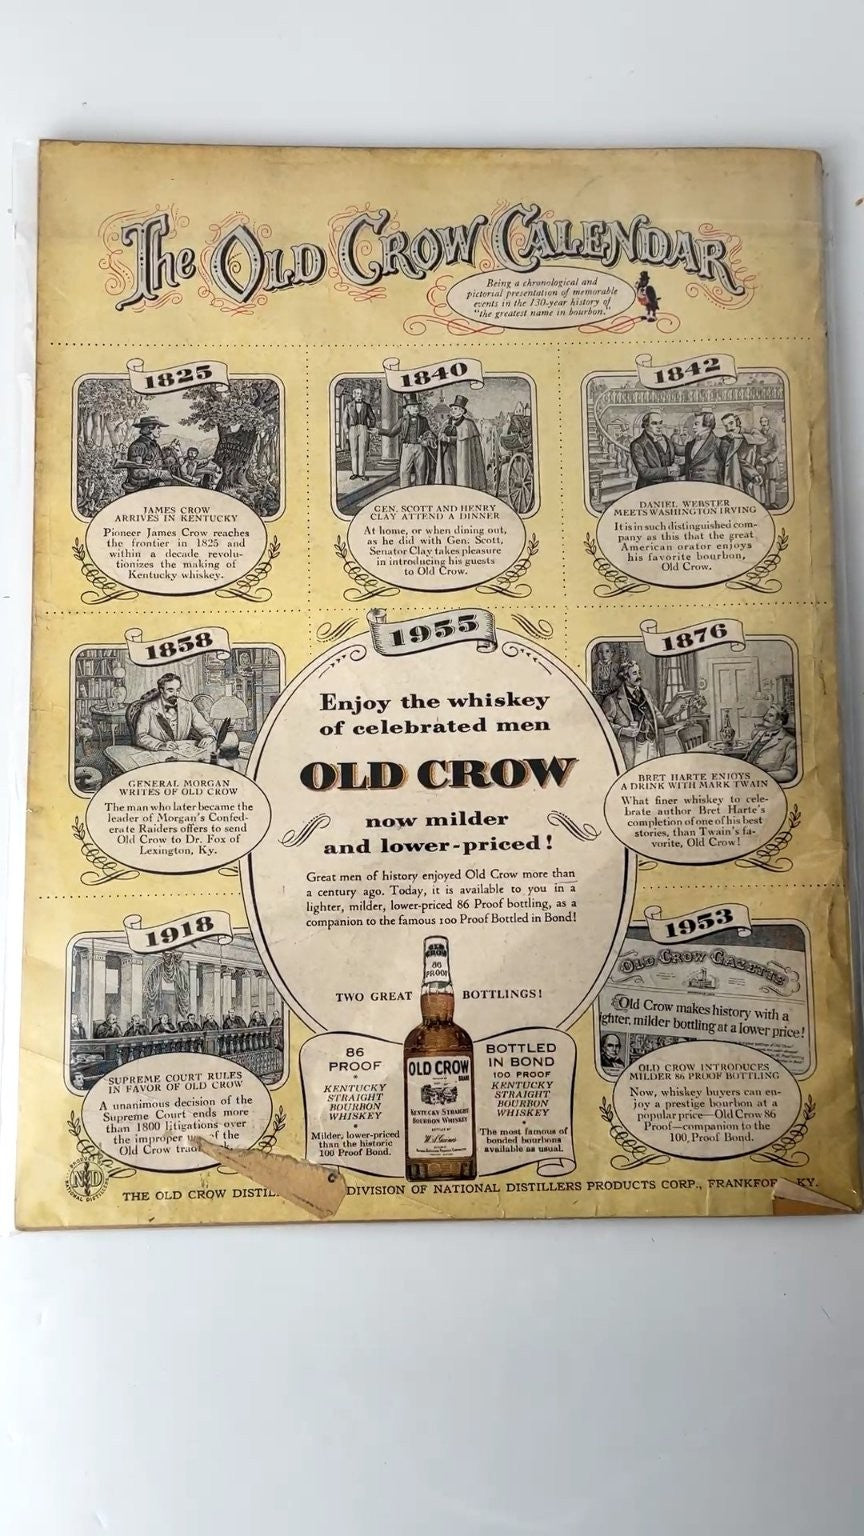 The Old Crow Calendar
Being a chronological and
pictorial presentation of memorable
events in the 130-year history of
"the greatest name in bourbon."
1825
JAMES CROW
ARRIVES IN KENTUCKY
Pioneer James Crow reaches
the frontier in 1825 and
within a decade revolu-
tionizes the making of
Kentucky whiskey.
1840
GEN. SCOTT AND HENRY
CLAY ATTEND A DINNER
At home, or when dining out,
as he did with Gen. Scott,
Senator Clay takes pleasure
in introducing his guests
to Old Crow.
1842
DANIEL WEBSTER
MEETS WASHINGTON IRVING
It is in such distinguished com-
pany as this that the great
American orator enjoys
his favorite bourbon,
Old Crow.
1858
GENERAL MORGAN
WRITES OF OLD CROW
The man who later became the
leader of Morgan's Confed-
erate Raiders offers to send
Old Crow to Dr. Fox of
Lexington, Ky.
1955
Enjoy the whiskey
of celebrated men
OLD CROW
now milder
and lower-priced!
Great men of history enjoyed Old Crow more than
a century ago. Today, it is available to you in a
lighter, milder, lower-priced 86 Proof bottling, as a
companion to the famous 100 Proof Bottled in Bond!
TWO GREAT BOTTLINGS!
1876
BRET HARTE ENJOYS
A DRINK WITH MARK TWAIN
What finer whiskey to cele-
brate author Bret Harte's
completion of one of his best
stories, than Twain's fa-
vorite, Old Crow!
1918
SUPREME COURT RULES
IN FAVOR OF OLD CROW
A unanimous decision of the
Supreme Court ends more
than 1800 litigations over
the improper of the
Old Crow
86
PROOF
KENTUCKY
STRAIGHT
BOURBON
WHISKEY
Milder, lower-priced
than the historic
100 Proof Bond.
OLD CROW
86
PROOF
OLD CROW
BRAND
KENTUCKY STRAIGHT
BOURBON WHISKEY
BOTTLED
IN BOND
100 PROOF
KENTUCKY
STRAIGHT
BOURBON
WHISKEY
The most famous of
bonded bourbons
available as usual.
1953
OLD CROW GAZETTE
Old Crow makes history with a
ghter, milder bottling at a lower price!
OLD CROW INTRODUCES
MILDER 86 PROOF BOTTLING
Now, whiskey buyers can en-
joy a prestige bourbon at a
popular price—Old Crow 86
Proof—companion to the
100 Proof Bond.
ND
THE OLD CROW DIVISION OF NATIONAL DISTILLERS PRODUCTS CORP., KY.